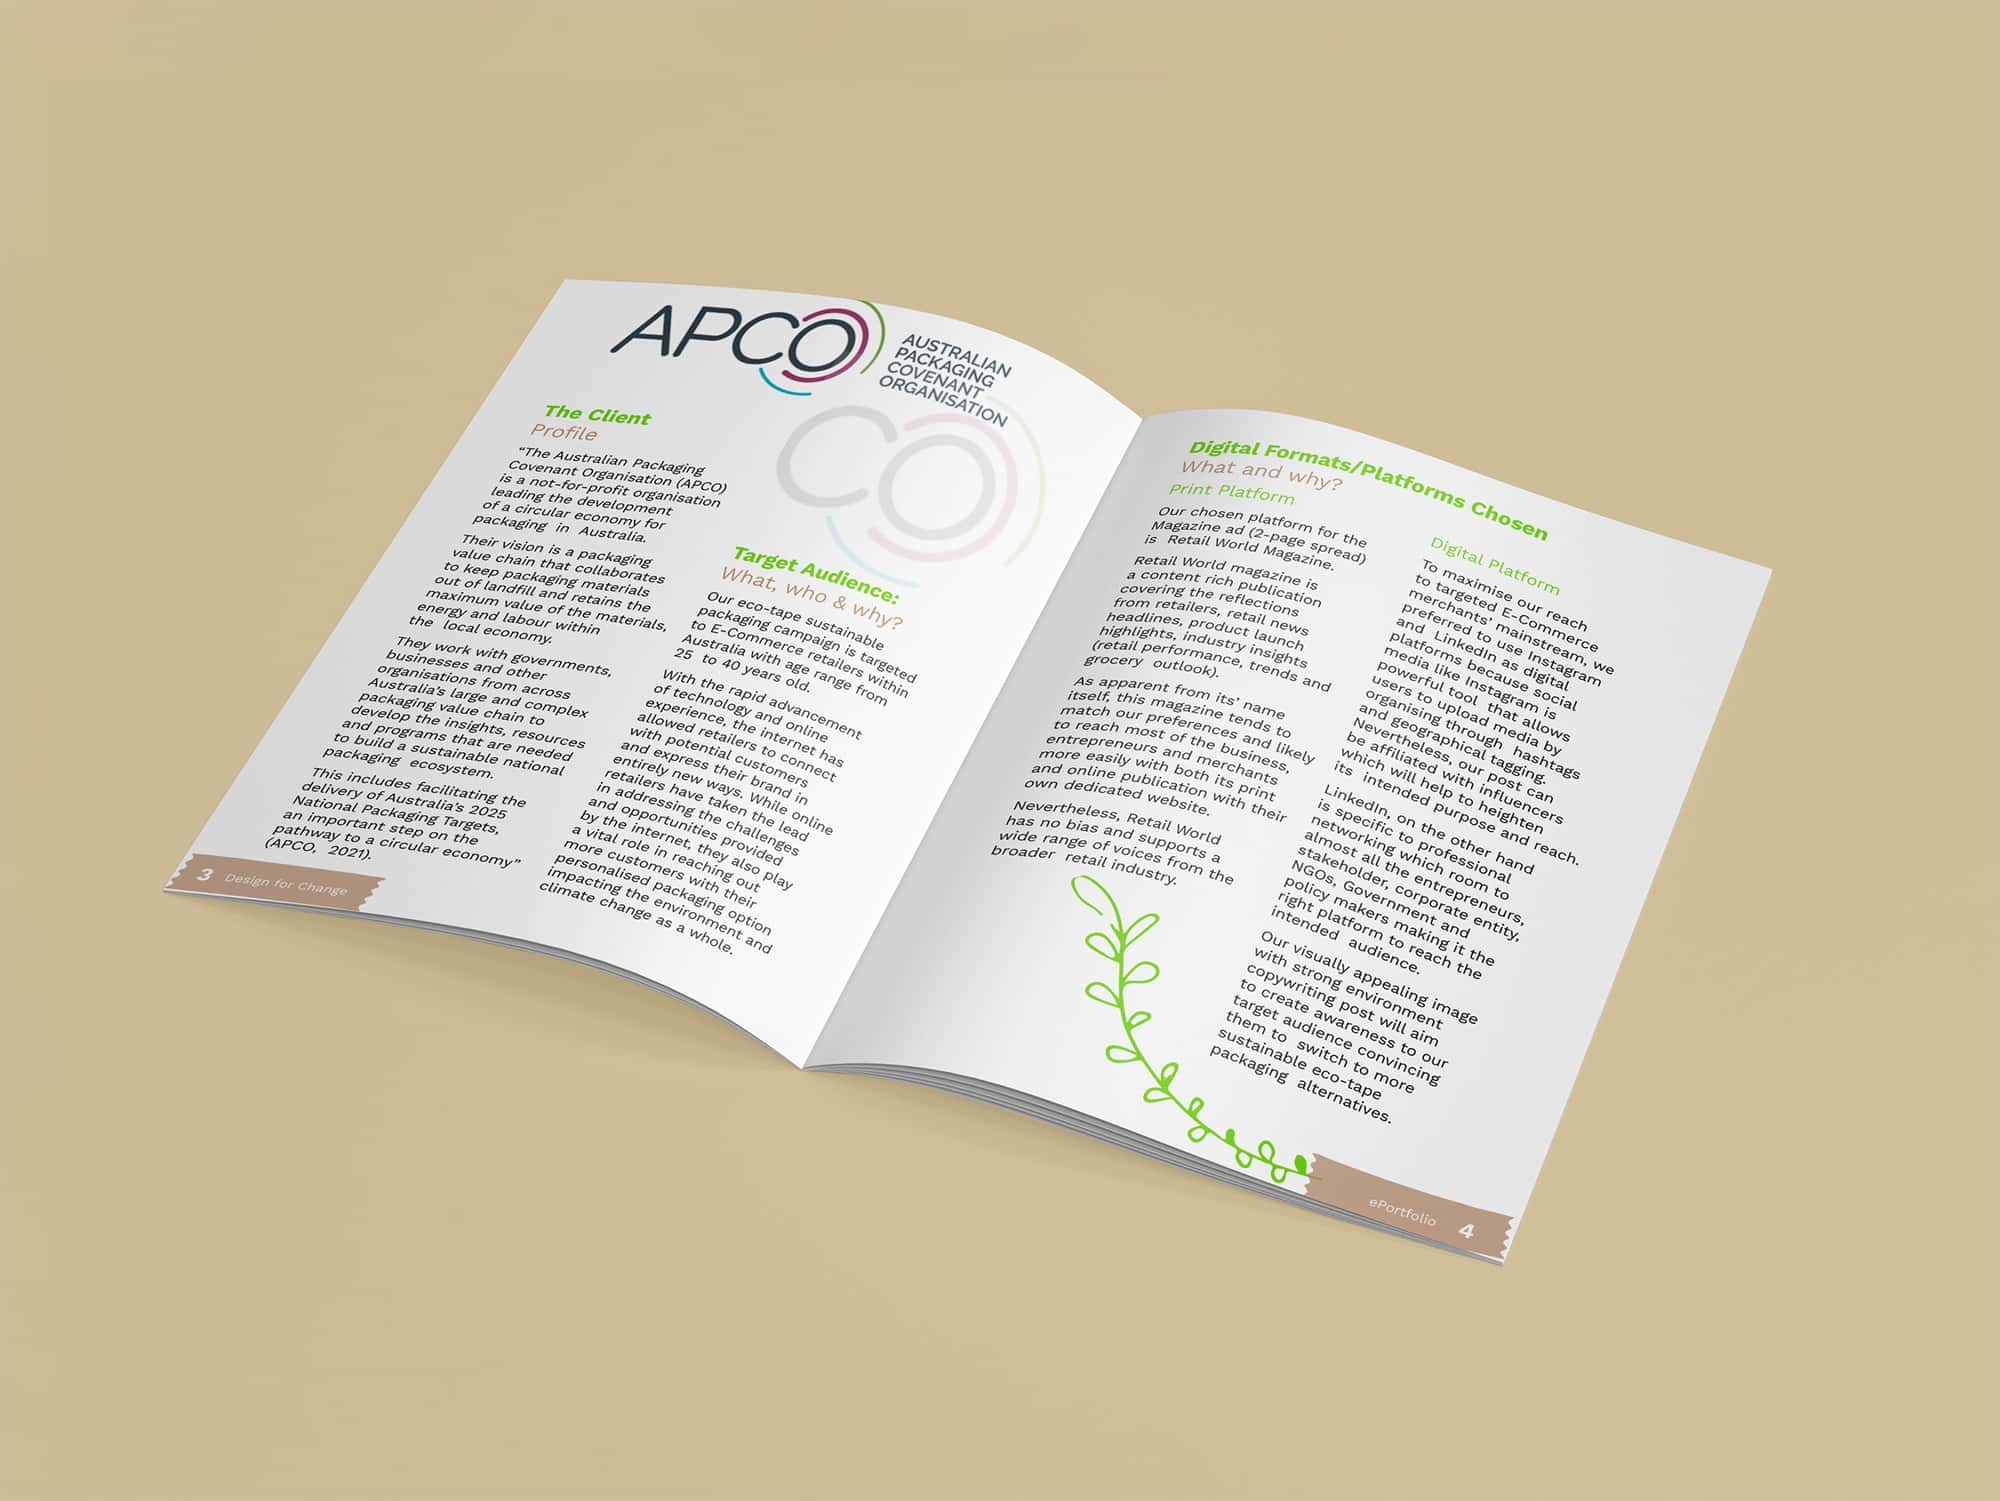 APCO
AUSTRALIAN
PACKAGING
COVENANT
ORGANISATION
CO
The Client
Profile
“The Australian Packaging
Covenant Organisation (APCO)
is a not-for-profit organisation
leading the development
of a circular economy for
packaging in Australia.
Their vision is a packaging
value chain that collaborates
to keep packaging materials
out of landfill and retains the
maximum value of the materials,
energy and labour within
the local economy.
They work with governments,
businesses and other
organisations from across
Australia’s large and complex
packaging value chain to
develop the insights, resources
and programs that are needed
to build a sustainable national
packaging ecosystem.
This includes facilitating the
delivery of Australia’s 2025
National Packaging Targets,
an important step on the
pathway to a circular economy”
(APCO, 2021).
Target Audience:
What, who & why?
Our eco-tape sustainable
packaging campaign is targeted
to E-Commerce retailers within
Australia with age range from
25 to 40 years old.
With the rapid advancement
of technology and online
experience, the internet has
allowed retailers to connect
with potential customers
and express their brand in
entirely new ways. While online
retailers have taken the lead
in addressing the challenges
and opportunities provided
by the internet, they also play
a vital role in reaching out
more customers with their
personalised packaging option
impacting the environment and
climate change as a whole.
3 Design for Change
Digital Formats/Platforms Chosen
What and why?
Print Platform
Our chosen platform for the
Magazine ad (2-page spread)
is Retail World Magazine.
Retail World magazine is
a content rich publication
covering the reflections
from retailers, retail news
headlines, product launch
highlights, industry insights
(retail performance, trends and
grocery outlook).
As apparent from its’ name
itself, this magazine tends to
match our preferences and likely
to reach most of the business,
entrepreneurs and merchants
more easily with both its print
and online publication with their
own dedicated website.
Nevertheless, Retail World
has no bias and supports a
wide range of voices from the
broader retail industry.
Digital Platform
To maximise our reach
to targeted E-Commerce
merchants’ mainstream, we
preferred to use Instagram
and LinkedIn as digital
platforms because social
media like Instagram is
powerful tool that allows
users to upload media by
organising through hashtags
and geographical tagging.
Nevertheless, our post can
be affiliated with influencers
which will help to heighten
its intended purpose and reach.
LinkedIn, on the other hand
is specific to professional
networking which room to
almost all the entrepreneurs,
stakeholder, corporate entity,
NGOs, Government and
policy makers making it the
right platform to reach the
intended audience.
Our visually appealing image
with strong environment
copywriting post will aim
to create awareness to our
target audience convincing
them to switch to more
sustainable eco-tape
packaging alternatives.
ePortfolio 4